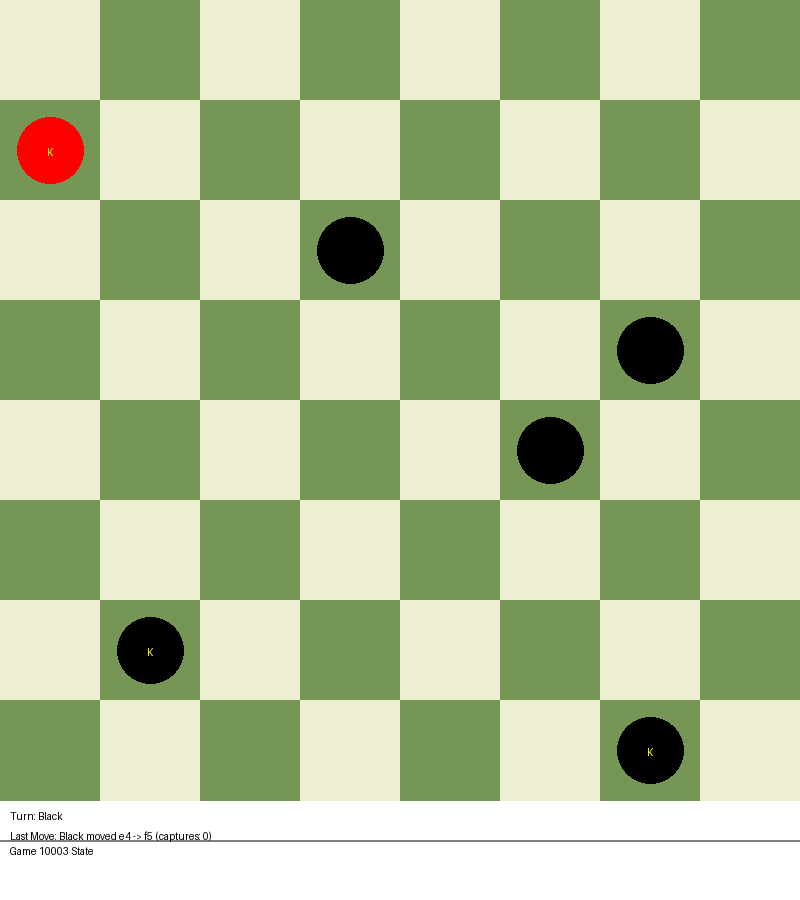 K
K
K
Turn: Black
Last Move: Black moved e4 -> f5 (captures: 0)
Game 10003 State